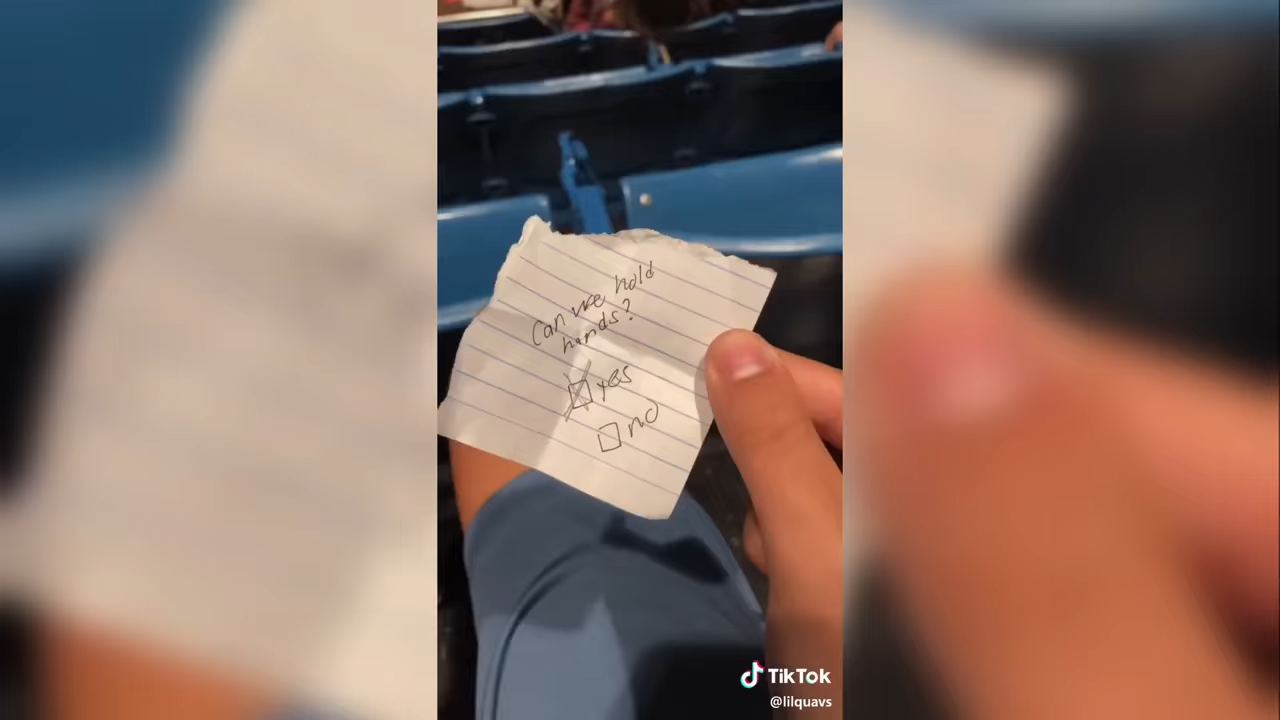 Can we hold
hands?
yes
no
TikTok
@lilquavs